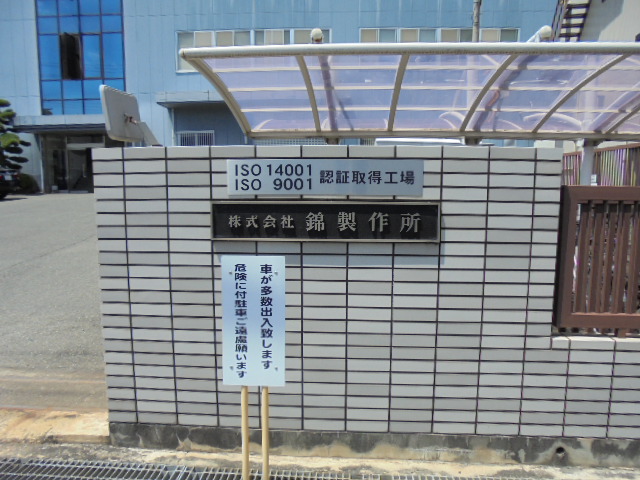 ISO 14001
ISO 9001
認証取得工場
株式会社 錦製作所
車が多数出入致します
危険に付駐車ご遠慮願います